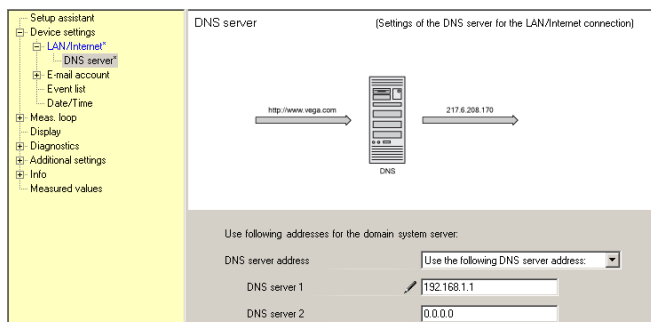 Setup assistant
Device settings
LAN/Internet*
DNS server*
E-mail account
Event list
Date/Time
Meas. loop
Display
Diagnostics
Additional settings
Info
Measured values
DNS server
(Settings of the DNS server for the LAN/Internet connection)
http://www.vega.com
217.6.208.170
DNS
Use following addresses for the domain system server:
DNS server address
Use the following DNS server address:
DNS server 1
192.168.1.1
DNS server 2
0.0.0.0